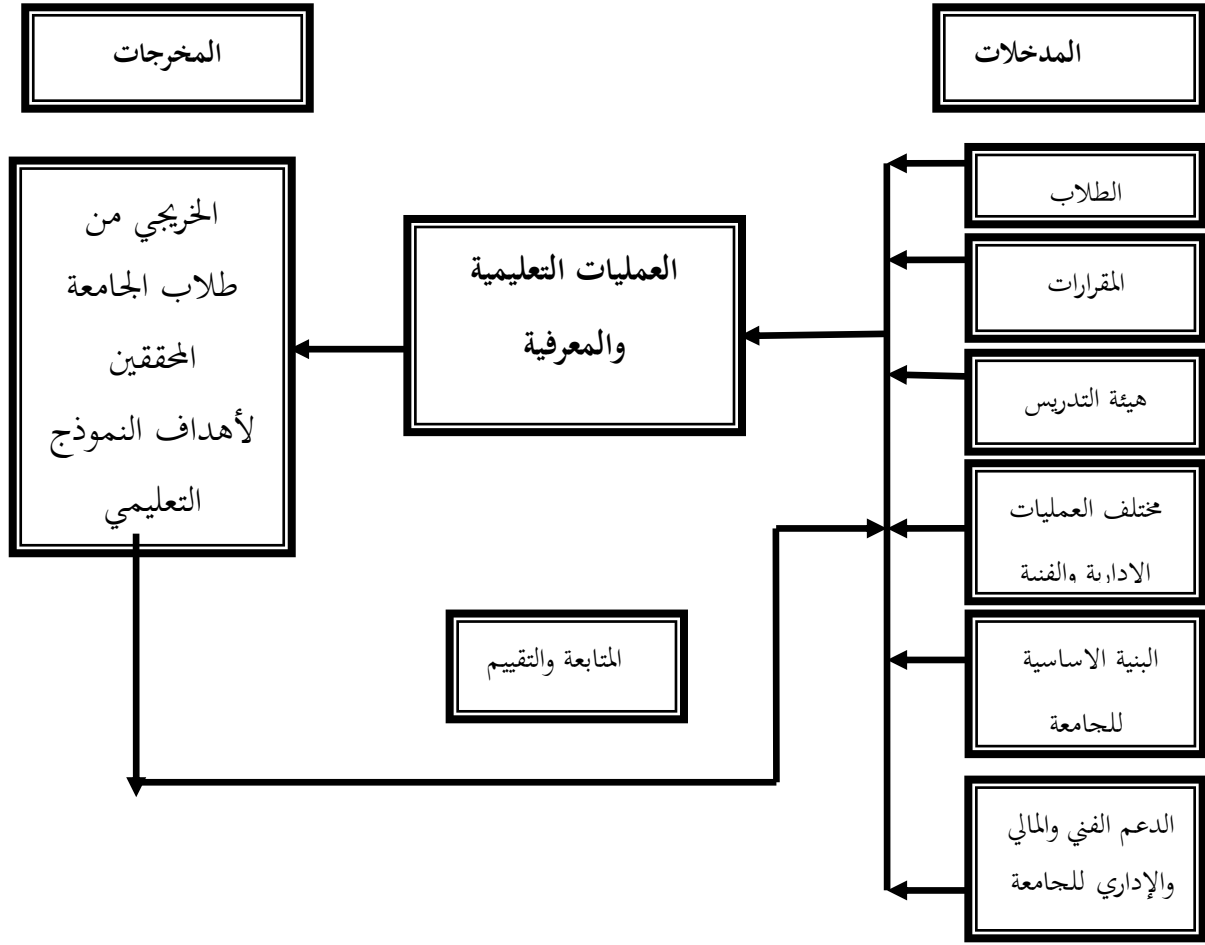 المدخلات
المخرجات
الطلاب
المقرارات
هيئة التدريس
مختلف العمليات
الادارية والفنية
البنية الاساسية
للجامعة
الدعم الفني والمالي
والإداري للجامعة
العمليات التعليمية
والمعرفية
الخريجي من
طلاب الجامعة
المحققين
لأهداف النموذج
التعليمي
المتابعة والتقييم